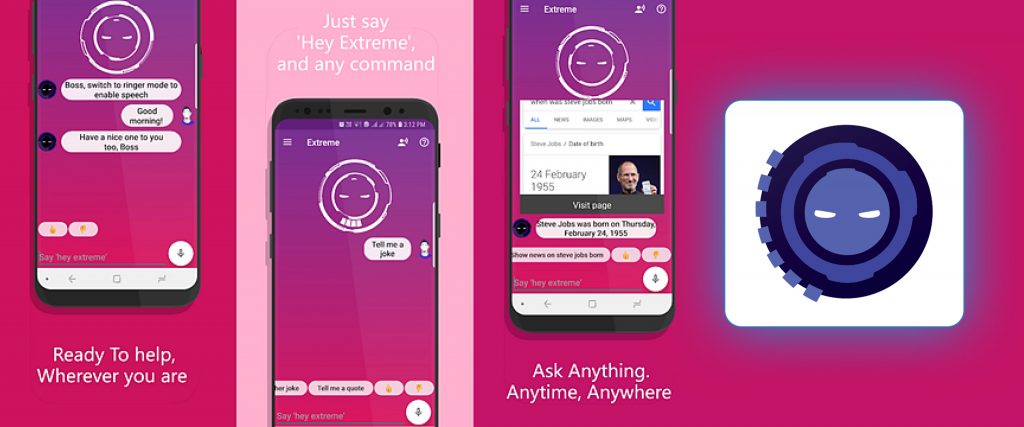 Boss, switch to ringer mode to
enable speech
Good
morning!
Have a nice one to you
too, Boss
Say 'hey extreme'
Ready To help,
Wherever you are
Just say
'Hey Extreme',
and any command
78% 3:12 PM
Extreme
Tell me a
joke
her joke
Tell me a quote
Say 'hey extreme'
Extreme
when was steve jobs born
ALL NEWS IMAGES MAPS
Steve Jobs / Date of birth
24 February
1955
Visit page
Steve Jobs was born on Thursday,
February 24, 1955
Show news on steve jobs born
Say 'hey extreme'
Ask Anything.
Anytime, Anywhere